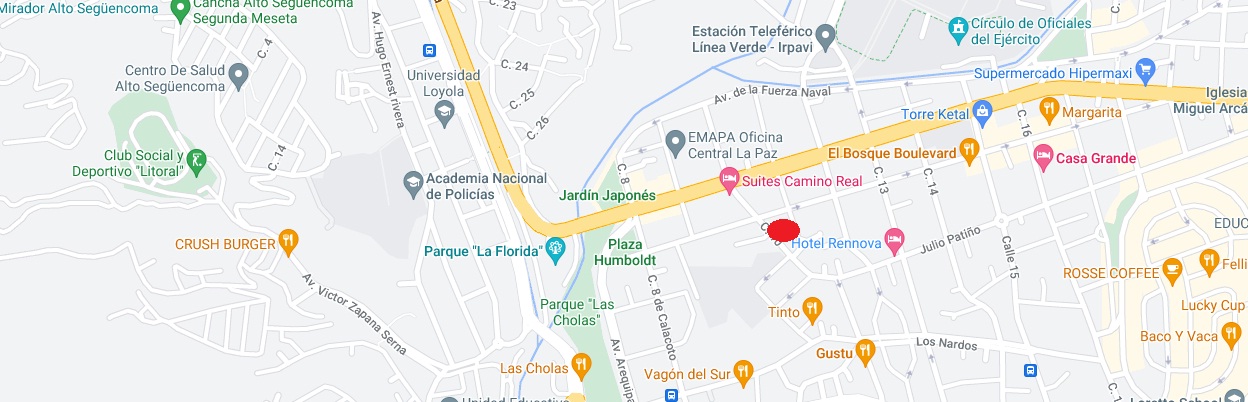 Mirador Alto Següencoma
Cancha Alto Següencoma
Segunda Meseta
C. 4
Av. Hugo Ernest rivera
C. 23
C. 24
C. 25
C. 26
Estación Teleférico
Línea Verde - Irpavi
Círculo de Oficiales
del Ejército
Centro De Salud
Alto Següencoma
Universidad
Loyola
Supermercado Hipermaxi
Av. de la Fuerza Naval
Iglesia
Miguel Arcá
Torre Ketal
Margarita
C. 16
Club Social y
Deportivo "Litoral"
C. 14
EMAPA Oficina
Central La Paz
El Bosque Boulevard
Casa Grande
C. 8
Academia Nacional
de Policías
Suites Camino Real
C. 13
C. 14
Jardín Japonés
CRUSH BURGER
Parque "La Florida"
Plaza
Humboldt
Hotel Rennova
Julio Patiño
Calle 15
EDUC
ROSSE COFFEE
Felli
Av. Victor Zapana Serna
C. 8 de Calacoto
Parque "Las
Cholas"
Tinto
Lucky Cup
Baco Y Vaca
Gustu
Los Nardos
Las Cholas
Av. Arequipa
Vagón del Sur
C. 1
Unidad Educativa
Loretto School